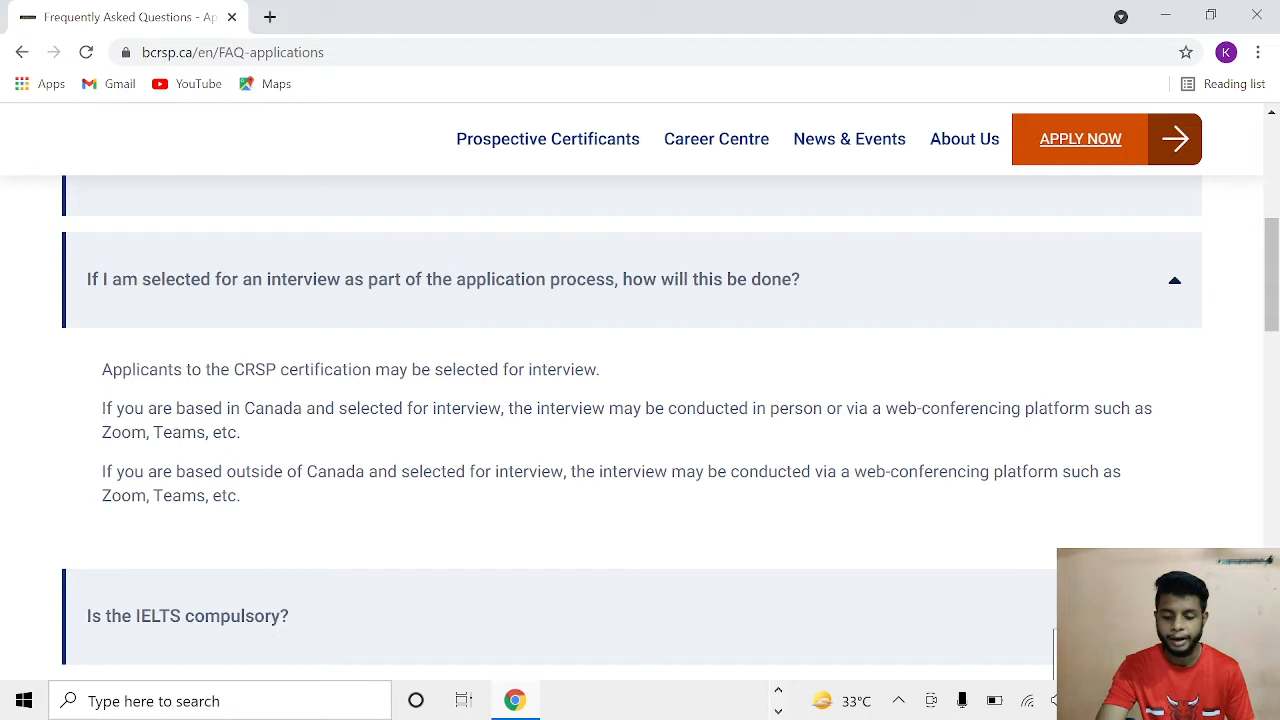 Frequently Asked Questions - Ap
bcrsp.ca/en/FAQ-applications
K
Apps Gmail YouTube Maps Reading list
Prospective Certificants Career Centre News & Events About Us APPLY NOW
If I am selected for an interview as part of the application process, how will this be done?
Applicants to the CRSP certification may be selected for interview.
If you are based in Canada and selected for interview, the interview may be conducted in person or via a web-conferencing platform such as
Zoom, Teams, etc.
If you are based outside of Canada and selected for interview, the interview may be conducted via a web-conferencing platform such as
Zoom, Teams, etc.
Is the IELTS compulsory?
Type here to search
33°C